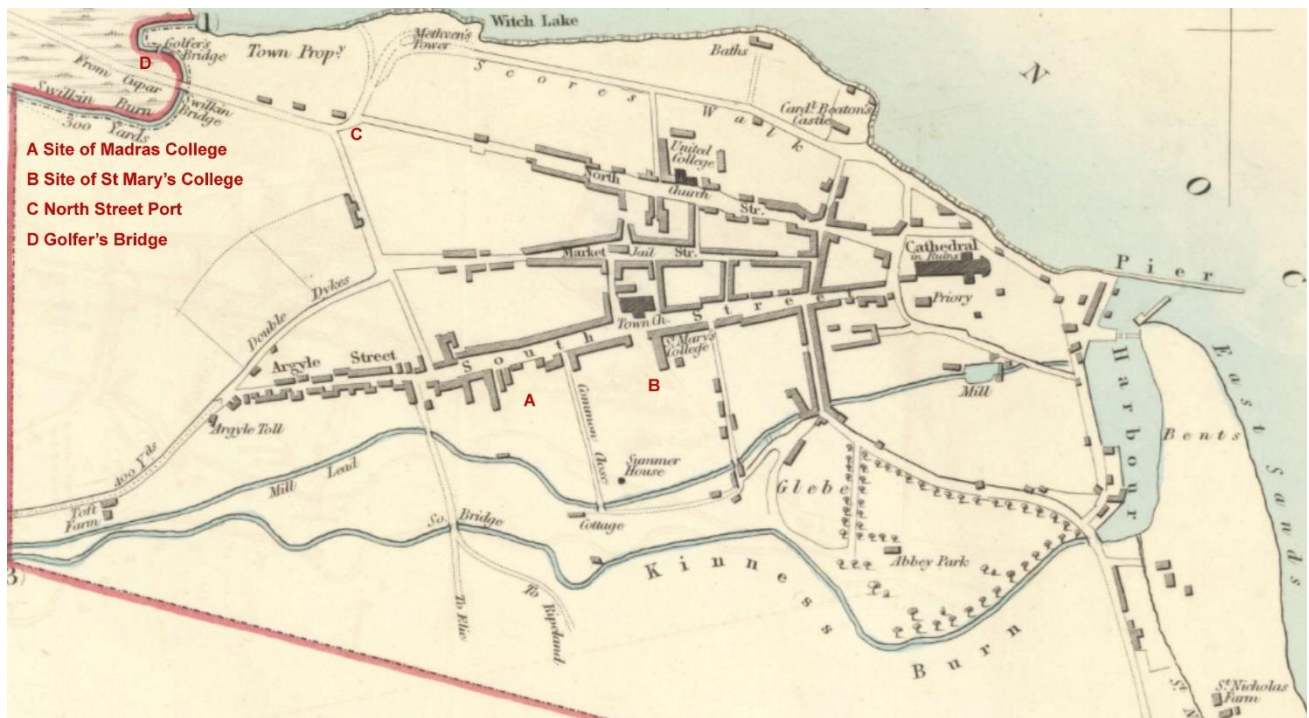 Witch Lake
Golfer's
Bridge
D
Town Propy.
Methven's
Tower
Baths
From Cupar
Swilkin Burn
Swilkin
Bridge
300 Yards
Scores Walk
Cardl. Beaton's
Castle
C
A Site of Madras College
B Site of St Mary's College
C North Street Port
D Golfer's Bridge
United
College
North Str.
Church
N O C
Market Str.
Jail
Cathedral
in Ruins
Pier
Priory
Double Dykes
Town Ch.
South Street
St. Mary's
College
Argyle Street
A
B
Common Close
Harbour
East Sands
Mill
Bents
Argyle Toll
400 Yds
Mill Lead
Summer
House
Glebe
Toft
Farm
So. Bridge
Cottage
Abbey Park
Kinness Burn
To Elie
To Pipeland
St. Nicholas
Farm
St. N